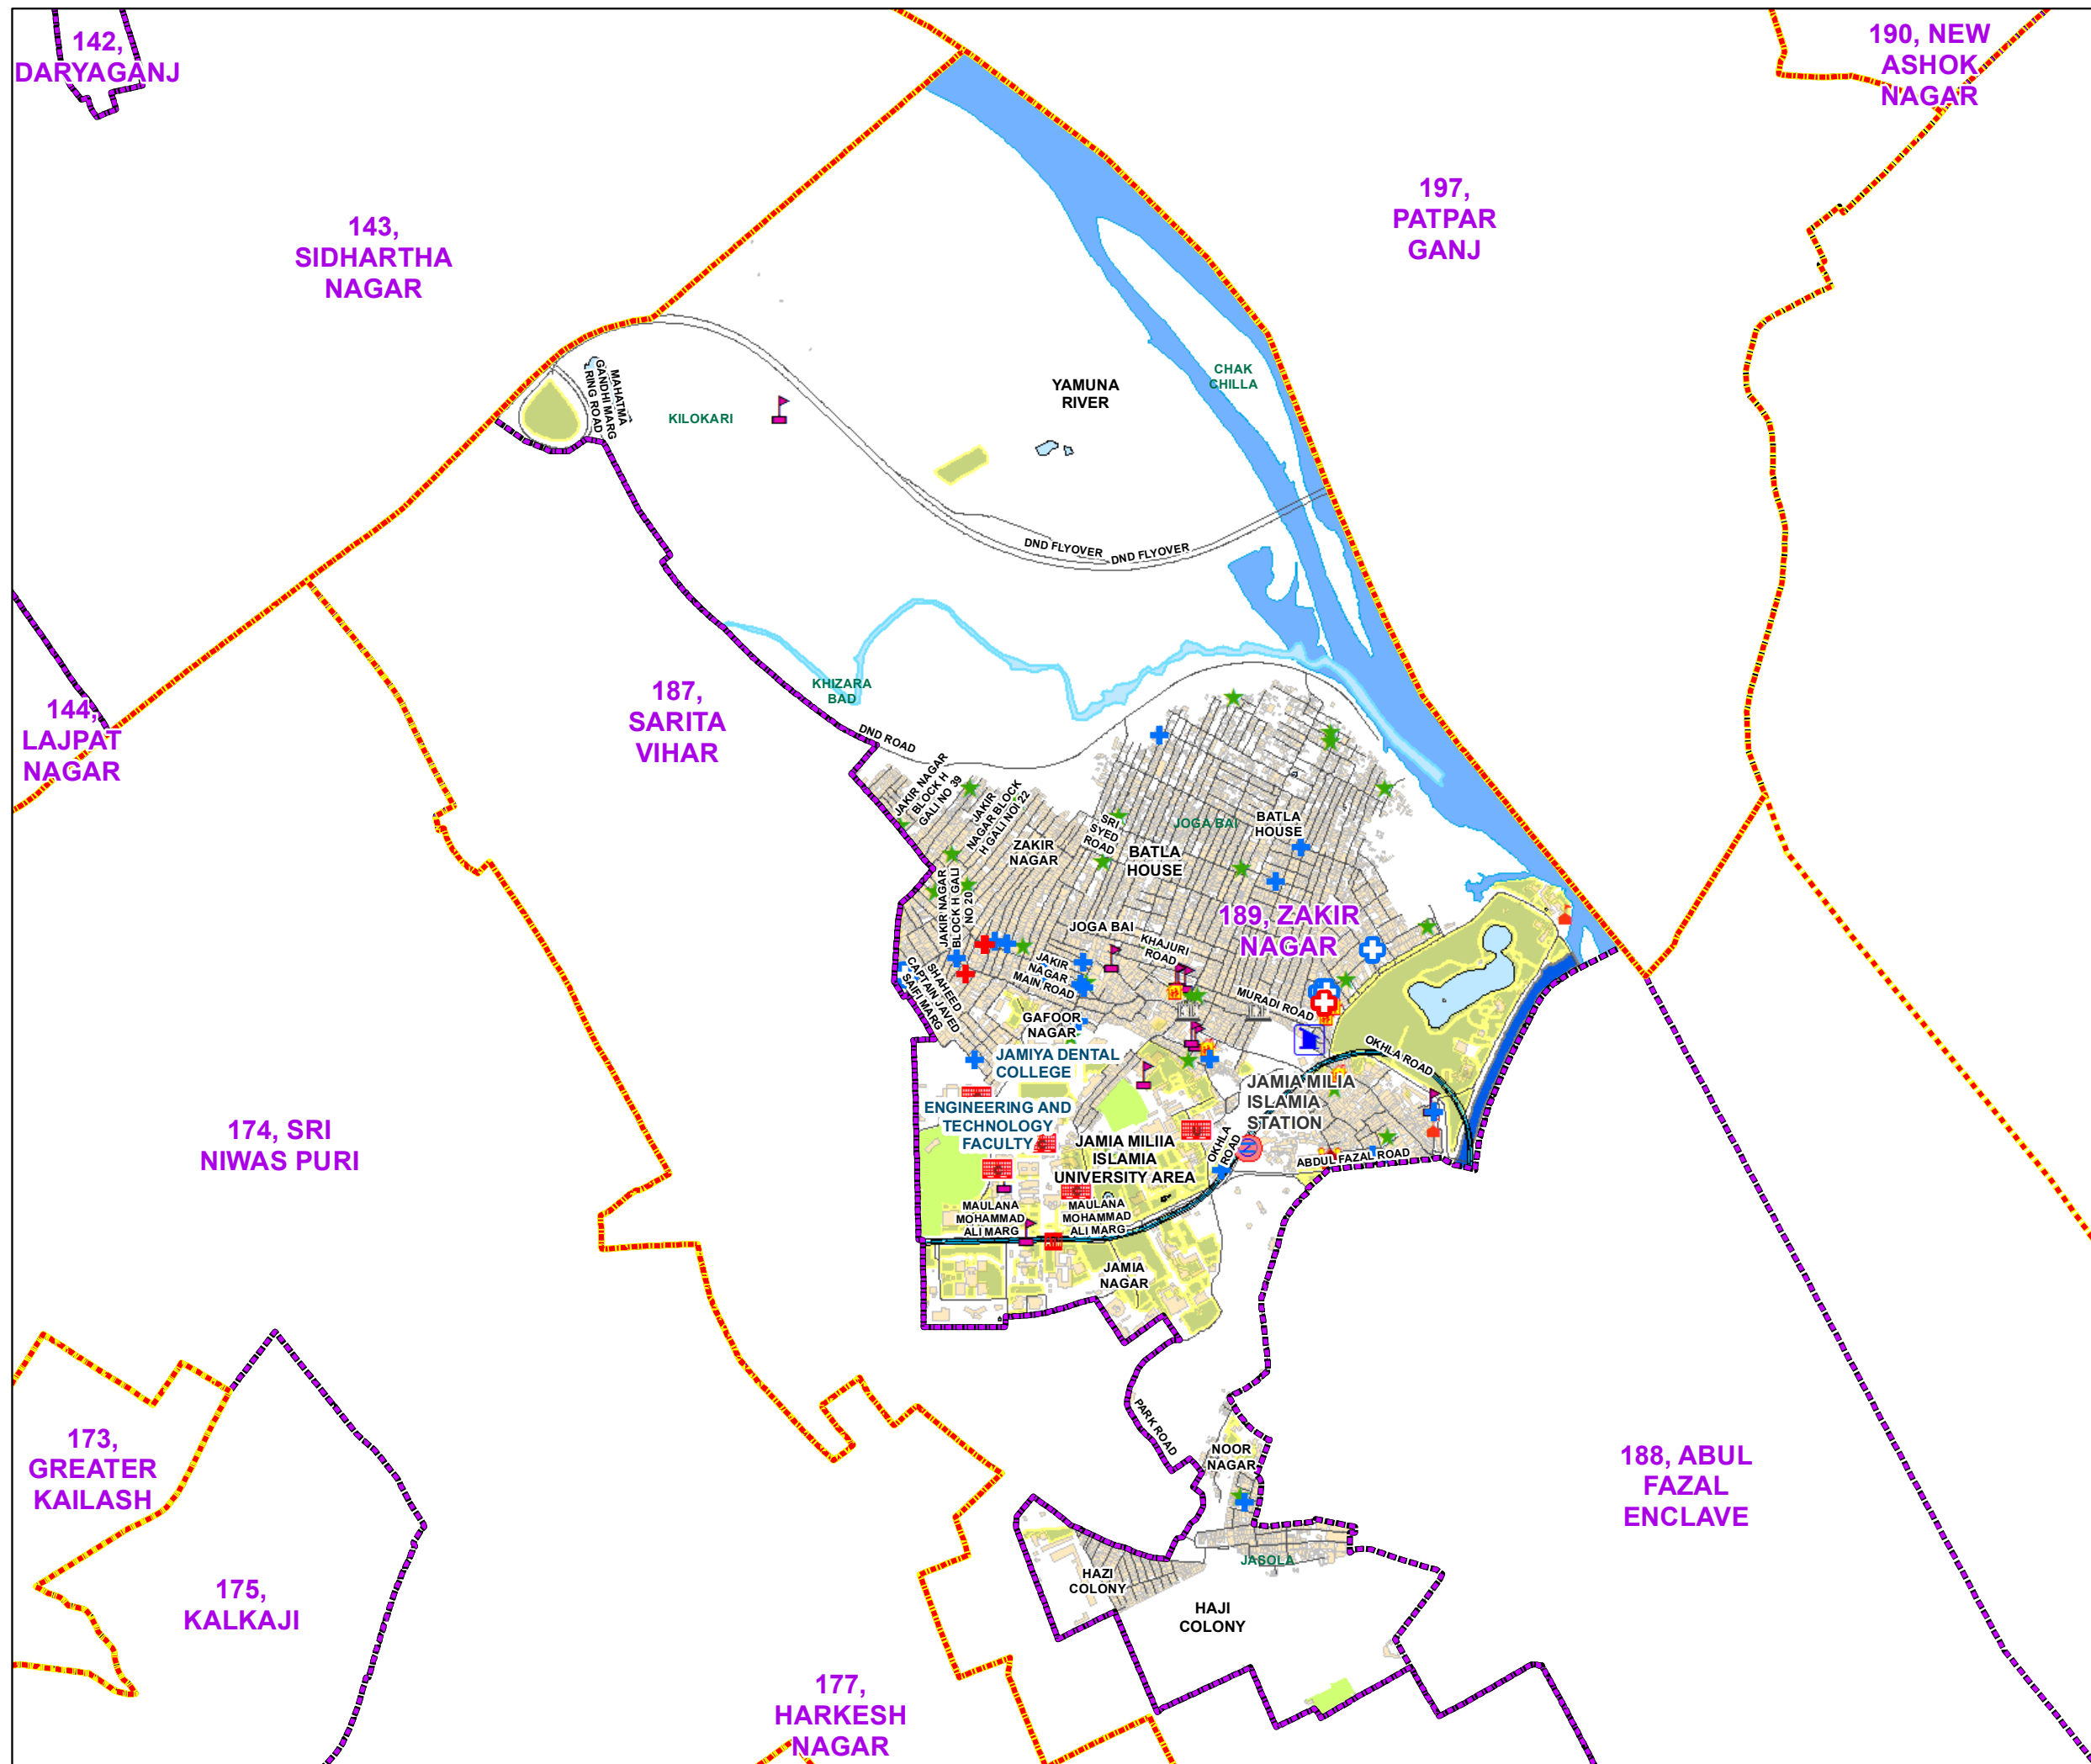 142,
DARYAGANJ
190, NEW
ASHOK
NAGAR
197,
PATPAR
GANJ
143,
SIDHARTHA
NAGAR
CHAK
CHILLA
YAMUNA
RIVER
MAHATMA
GANDHI MARG
RING ROAD
KILOKARI
DND FLYOVER
DND FLYOVER
KHIZARA
BAD
187,
SARITA
VIHAR
144,
LAJPAT
NAGAR
DND ROAD
JAKIR NAGAR
BLOCK H
GALI NO 39
JAKIR
NAGAR BLOCK
H GALI NOI 22
SRI
SYED
ROAD
JOGA BAI
BATLA
HOUSE
ZAKIR
NAGAR
BATLA
HOUSE
JAKIR NAGAR
BLOCK H GALI
NO 20
189, ZAKIR
NAGAR
JOGA BAI
KHAJURI
ROAD
JAKIR
NAGAR
MAIN ROAD
SHAHEED
CAPTAIN JAVED
SAIFI MARG
MURADI ROAD
GAFOOR
NAGAR
OKHLA ROAD
JAMIYA DENTAL
COLLEGE
JAMIA MILIA
ISLAMIA
STATION
ENGINEERING AND
TECHNOLOGY
FACULTY
JAMIA MILIIA
ISLAMIA
UNIVERSITY AREA
OKHLA
ROAD
ABDUL FAZAL ROAD
174, SRI
NIWAS PURI
MAULANA
MOHAMMAD
ALI MARG
MAULANA
MOHAMMAD
ALI MARG
JAMIA
NAGAR
PARK ROAD
NOOR
NAGAR
173,
GREATER
KAILASH
188, ABUL
FAZAL
ENCLAVE
JASOLA
HAZI
COLONY
175,
KALKAJI
HAJI
COLONY
177,
HARKESH
NAGAR